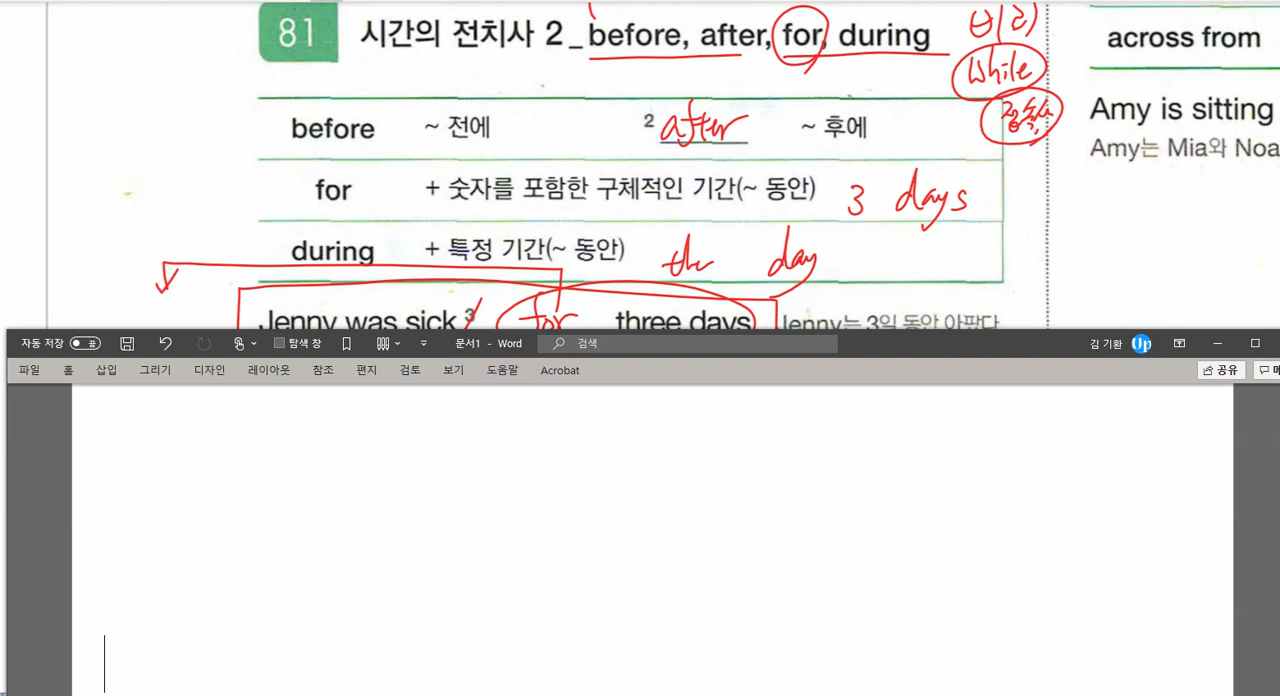 81 시간의 전치사 2_before, after, for, during
비교
while
접속사
before ~ 전에 2 after ~ 후에
for + 숫자를 포함한 구체적인 기간(~ 동안) 3 days
during + 특정 기간(~ 동안) the day
Jenny was sick 3 for three days Jenny는 3일 동안 아팠다
across from
Amy is sitting
Amy는 Mia와 Noa
자동 저장 끔 탐색 창 문서1 - Word 검색 김 기환 Up
파일 홈 삽입 그리기 디자인 레이아웃 참조 편지 검토 보기 도움말 Acrobat 공유 메